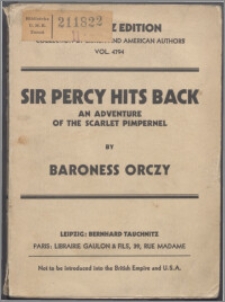 211822
Z EDITION
AND AMERICAN AUTHORS
VOL. 4794
SIR PERCY HITS BACK
AN ADVENTURE
OF THE SCARLET PIMPERNEL
BY
BARONESS ORCZY
LEIPZIG: BERNHARD TAUCHNITZ
PARIS: LIBRAIRIE GAULON & FILS, 39, RUE MADAME
Not to be introduced into the British Empire and U.S.A.